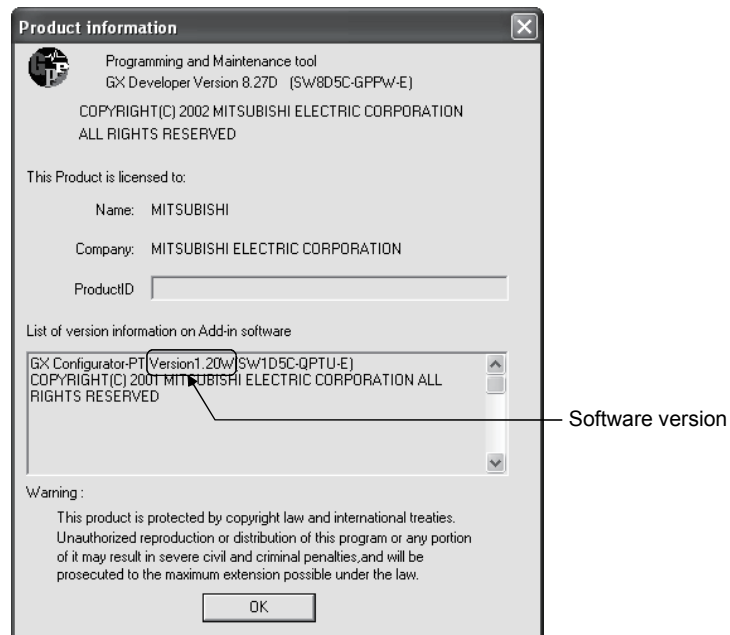 Product information
Programming and Maintenance tool
GX Developer Version 8.27D (SW8D5C-GPPW-E)
COPYRIGHT(C) 2002 MITSUBISHI ELECTRIC CORPORATION
ALL RIGHTS RESERVED
This Product is licensed to:
Name: MITSUBISHI
Company: MITSUBISHI ELECTRIC CORPORATION
ProductID
List of version information on Add-in software
GX Configurator-PT Version1.20W(SW1D5C-QPTU-E)
COPYRIGHT(C) 2001 MITSUBISHI ELECTRIC CORPORATION ALL
RIGHTS RESERVED
Software version
Warning :
This product is protected by copyright law and international treaties.
Unauthorized reproduction or distribution of this program or any portion
of it may result in severe civil and criminal penalties,and will be
prosecuted to the maximum extension possible under the law.
OK